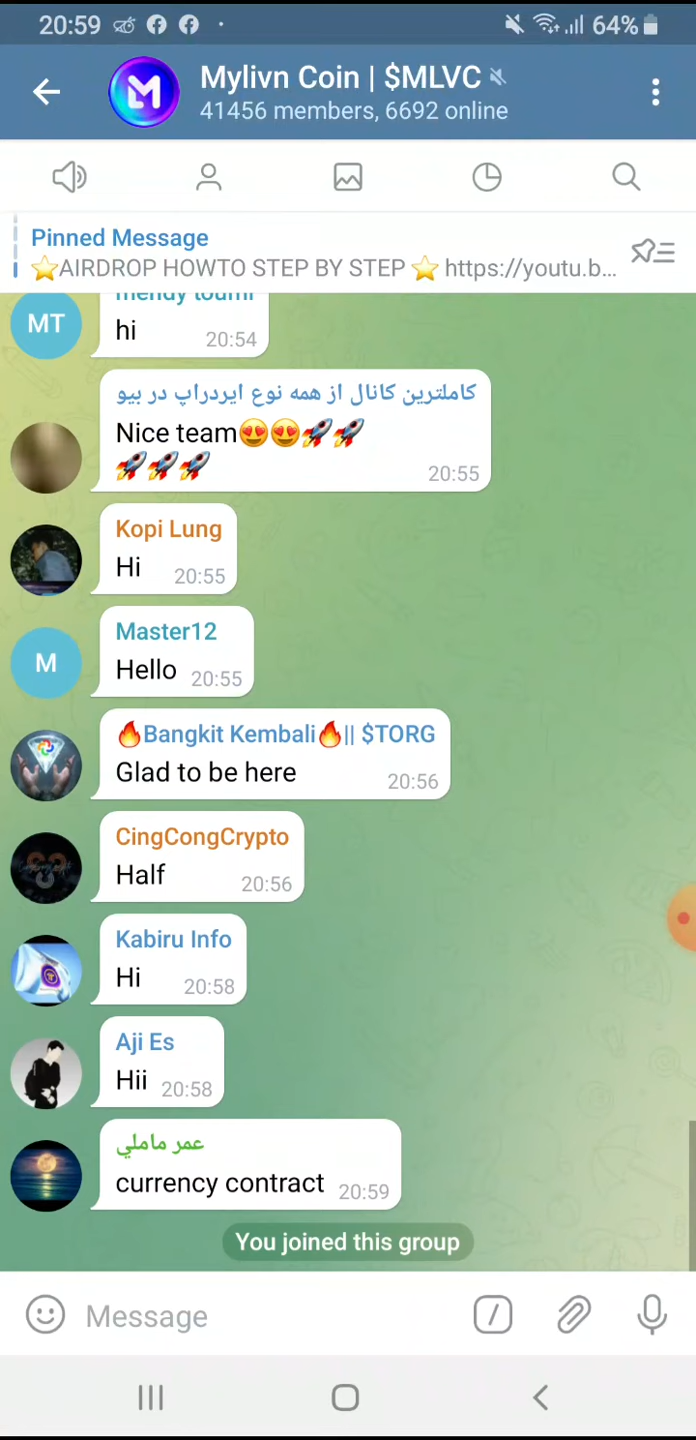 20:59
64%
Mylivn Coin | $MLVC
41456 members, 6692 online
Pinned Message
⭐AIRDROP HOWTO STEP BY STEP ⭐ https://youtu.b...
mendy toumi
MT
hi 20:54
کاملترین کانال از همه نوع ایردراپ در بیو
Nice team😍😍🚀🚀
🚀🚀🚀 20:55
Kopi Lung
Hi 20:55
Master12
M
Hello 20:55
🔥Bangkit Kembali🔥|| $TORG
Glad to be here 20:56
CingCongCrypto
Half 20:56
Kabiru Info
Hi 20:58
Aji Es
Hii 20:58
عمر ماملي
currency contract 20:59
You joined this group
Message